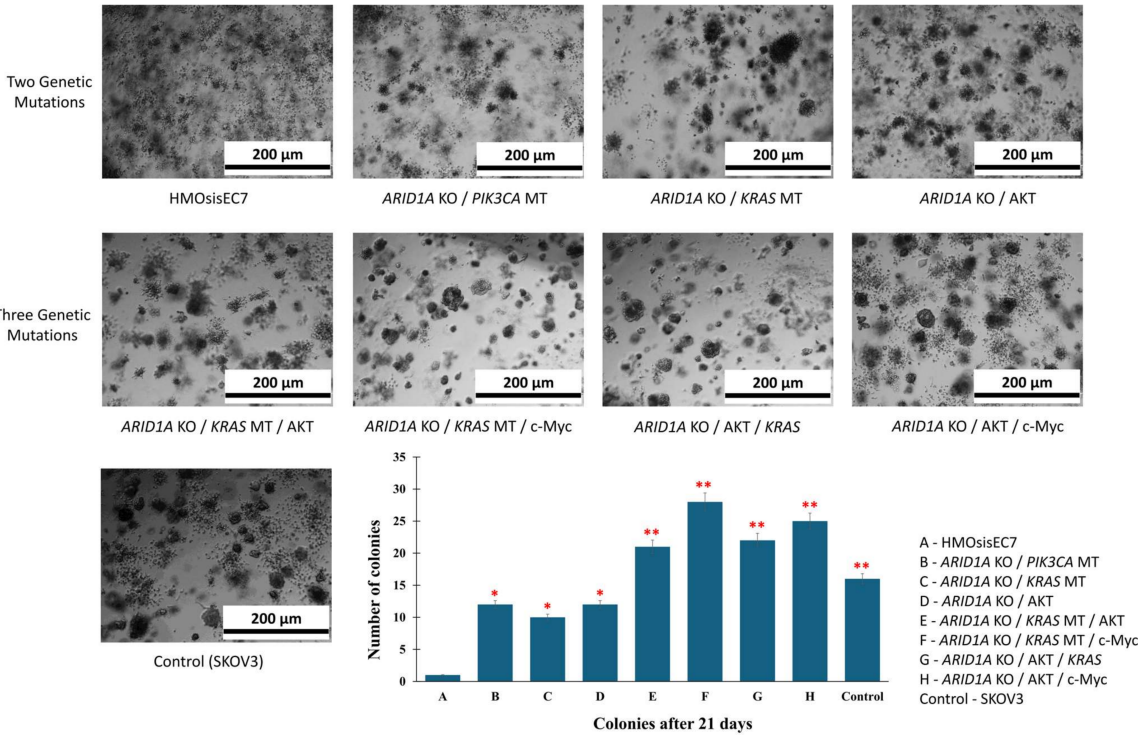 Two Genetic
Mutations
200 µm
200 µm
200 µm
200 µm
HMOsisEC7
ARID1A KO / PIK3CA MT
ARID1A KO / KRAS MT
ARID1A KO / AKT
Three Genetic
Mutations
200 µm
200 µm
200 µm
200 µm
ARID1A KO / KRAS MT / AKT
ARID1A KO / KRAS MT / c-Myc
ARID1A KO / AKT / KRAS
ARID1A KO / AKT / c-Myc
200 µm
Control (SKOV3)
Number of colonies
35
30
25
20
15
10
5
0
*
*
*
**
**
**
**
**
A
B
C
D
E
F
G
H
Control
Colonies after 21 days
A - HMOsisEC7
B - ARID1A KO / PIK3CA MT
C - ARID1A KO / KRAS MT
D - ARID1A KO / AKT
E - ARID1A KO / KRAS MT / AKT
F - ARID1A KO / KRAS MT / c-Myc
G - ARID1A KO / AKT / KRAS
H - ARID1A KO / AKT / c-Myc
Control - SKOV3